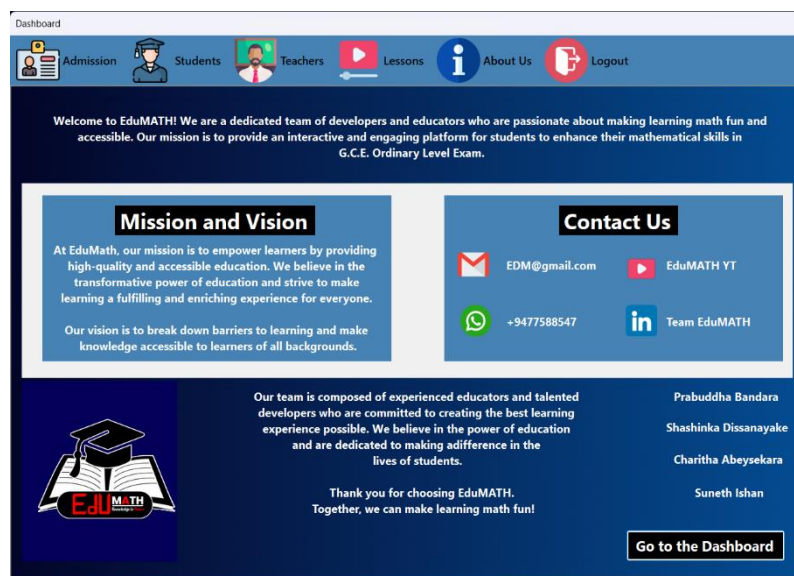 Dashboard
Admission
Students
Teachers
Lessons
About Us
Logout
Welcome to EduMATH! We are a dedicated team of developers and educators who are passionate about making learning math fun and
accessible. Our mission is to provide an interactive and engaging platform for students to enhance their mathematical skills in
G.C.E. Ordinary Level Exam.
Mission and Vision
At EduMath, our mission is to empower learners by providing
high-quality and accessible education. We believe in the
transformative power of education and strive to make
learning a fulfilling and enriching experience for everyone.
Our vision is to break down barriers to learning and make
knowledge accessible to learners of all backgrounds.
Contact Us
EDM@gmail.com
EduMATH YT
+9477588547
in
Team EduMATH
EDUMATH
Our team is composed of experienced educators and talented
developers who are committed to creating the best learning
experience possible. We believe in the power of education
and are dedicated to making adifference in the
lives of students.
Thank you for choosing EduMATH.
Together, we can make learning math fun!
Prabuddha Bandara
Shashinka Dissanayake
Charitha Abeysekara
Suneth Ishan
Go to the Dashboard